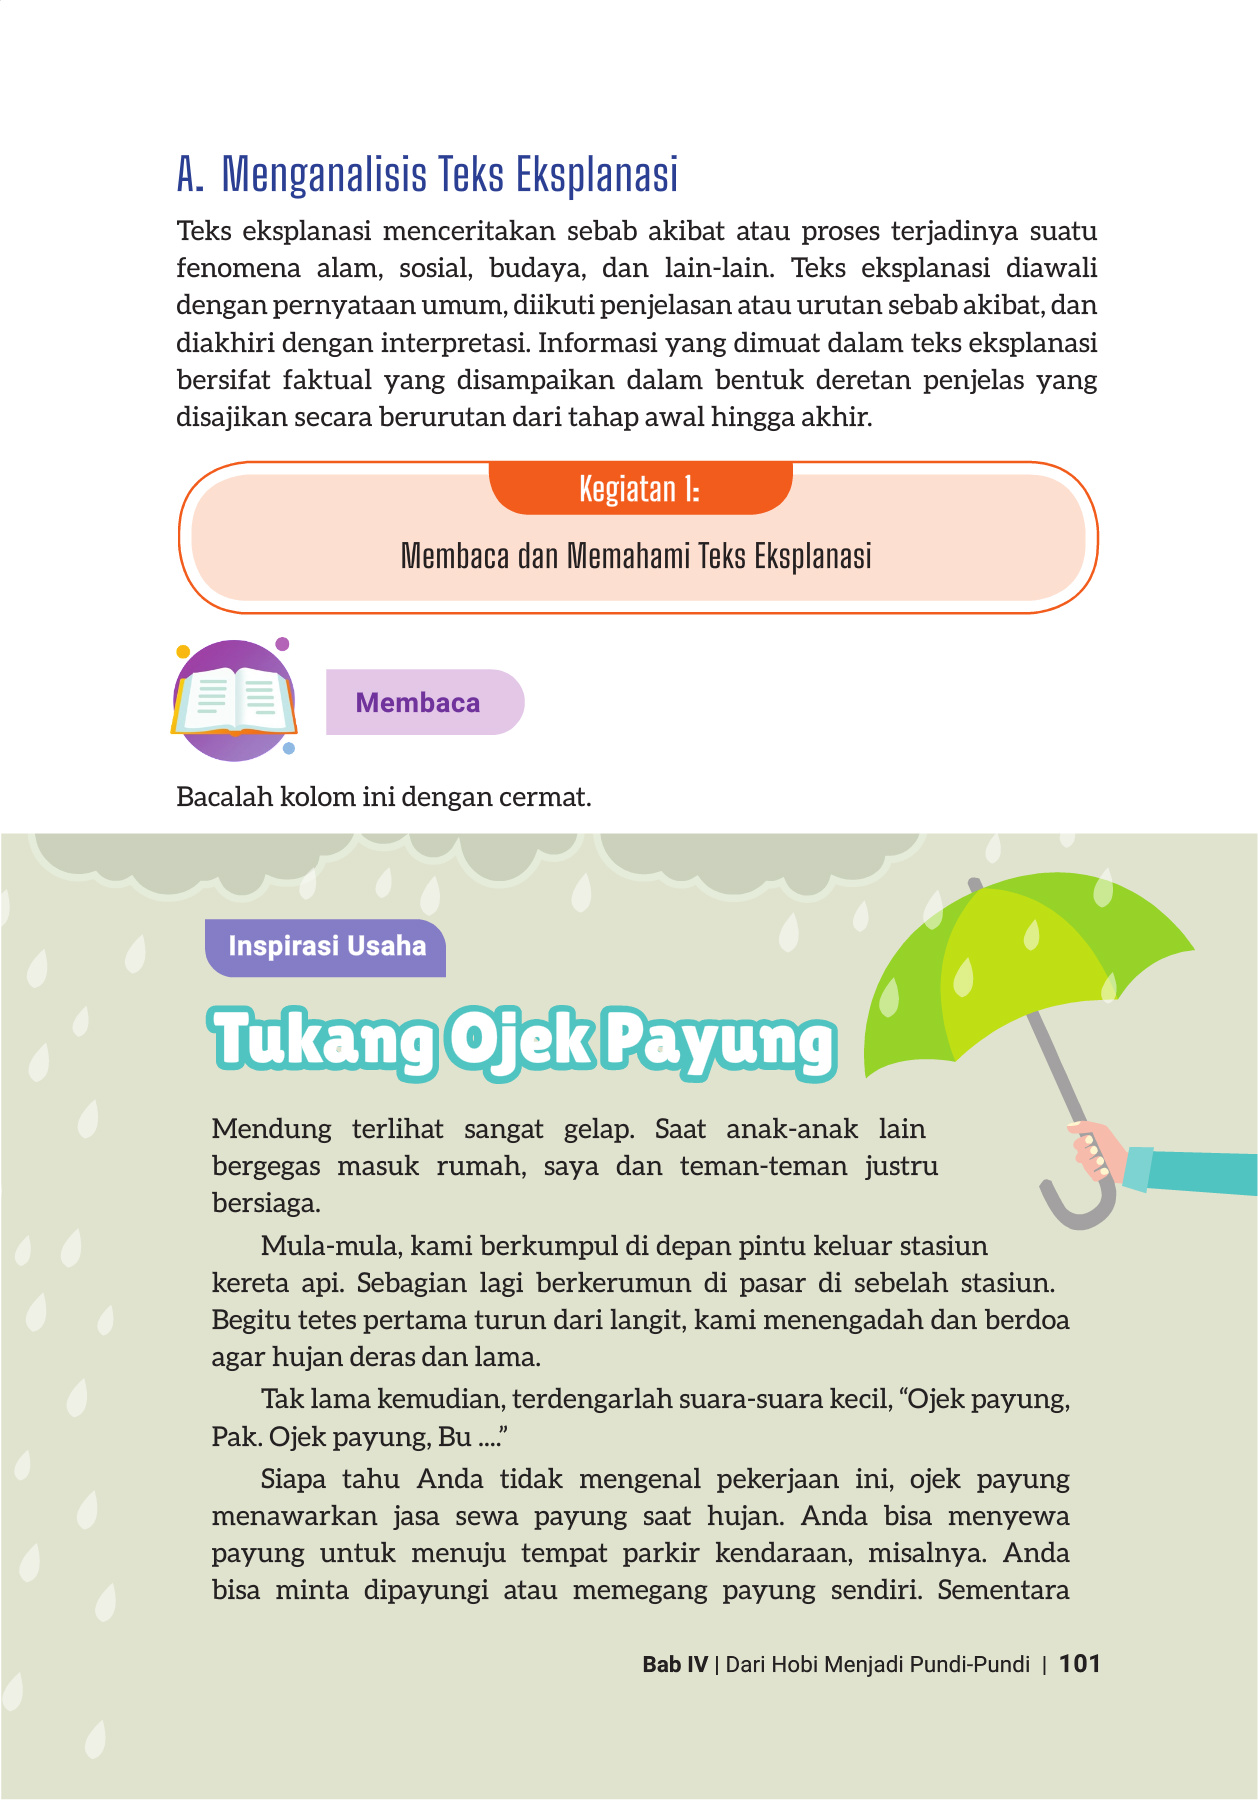 A. Menganalisis Teks Eksplanasi
Teks eksplanasi menceritakan sebab akibat atau proses terjadinya suatu
fenomena alam, sosial, budaya, dan lain-lain. Teks eksplanasi diawali
dengan pernyataan umum, diikuti penjelasan atau urutan sebab akibat, dan
diakhiri dengan interpretasi. Informasi yang dimuat dalam teks eksplanasi
bersifat faktual yang disampaikan dalam bentuk deretan penjelas yang
disajikan secara berurutan dari tahap awal hingga akhir.
Kegiatan 1:
Membaca dan Memahami Teks Eksplanasi
Membaca
Bacalah kolom ini dengan cermat.
Inspirasi Usaha
Tukang Ojek Payung
Mendung terlihat sangat gelap. Saat anak-anak lain
bergegas masuk rumah, saya dan teman-teman justru
bersiaga.
Mula-mula, kami berkumpul di depan pintu keluar stasiun
kereta api. Sebagian lagi berkerumun di pasar di sebelah stasiun.
Begitu tetes pertama turun dari langit, kami menengadah dan berdoa
agar hujan deras dan lama.
Tak lama kemudian, terdengarlah suara-suara kecil, “Ojek payung,
Pak. Ojek payung, Bu ....”
Siapa tahu Anda tidak mengenal pekerjaan ini, ojek payung
menawarkan jasa sewa payung saat hujan. Anda bisa menyewa
payung untuk menuju tempat parkir kendaraan, misalnya. Anda
bisa minta dipayungi atau memegang payung sendiri. Sementara
Bab IV | Dari Hobi Menjadi Pundi-Pundi | 101